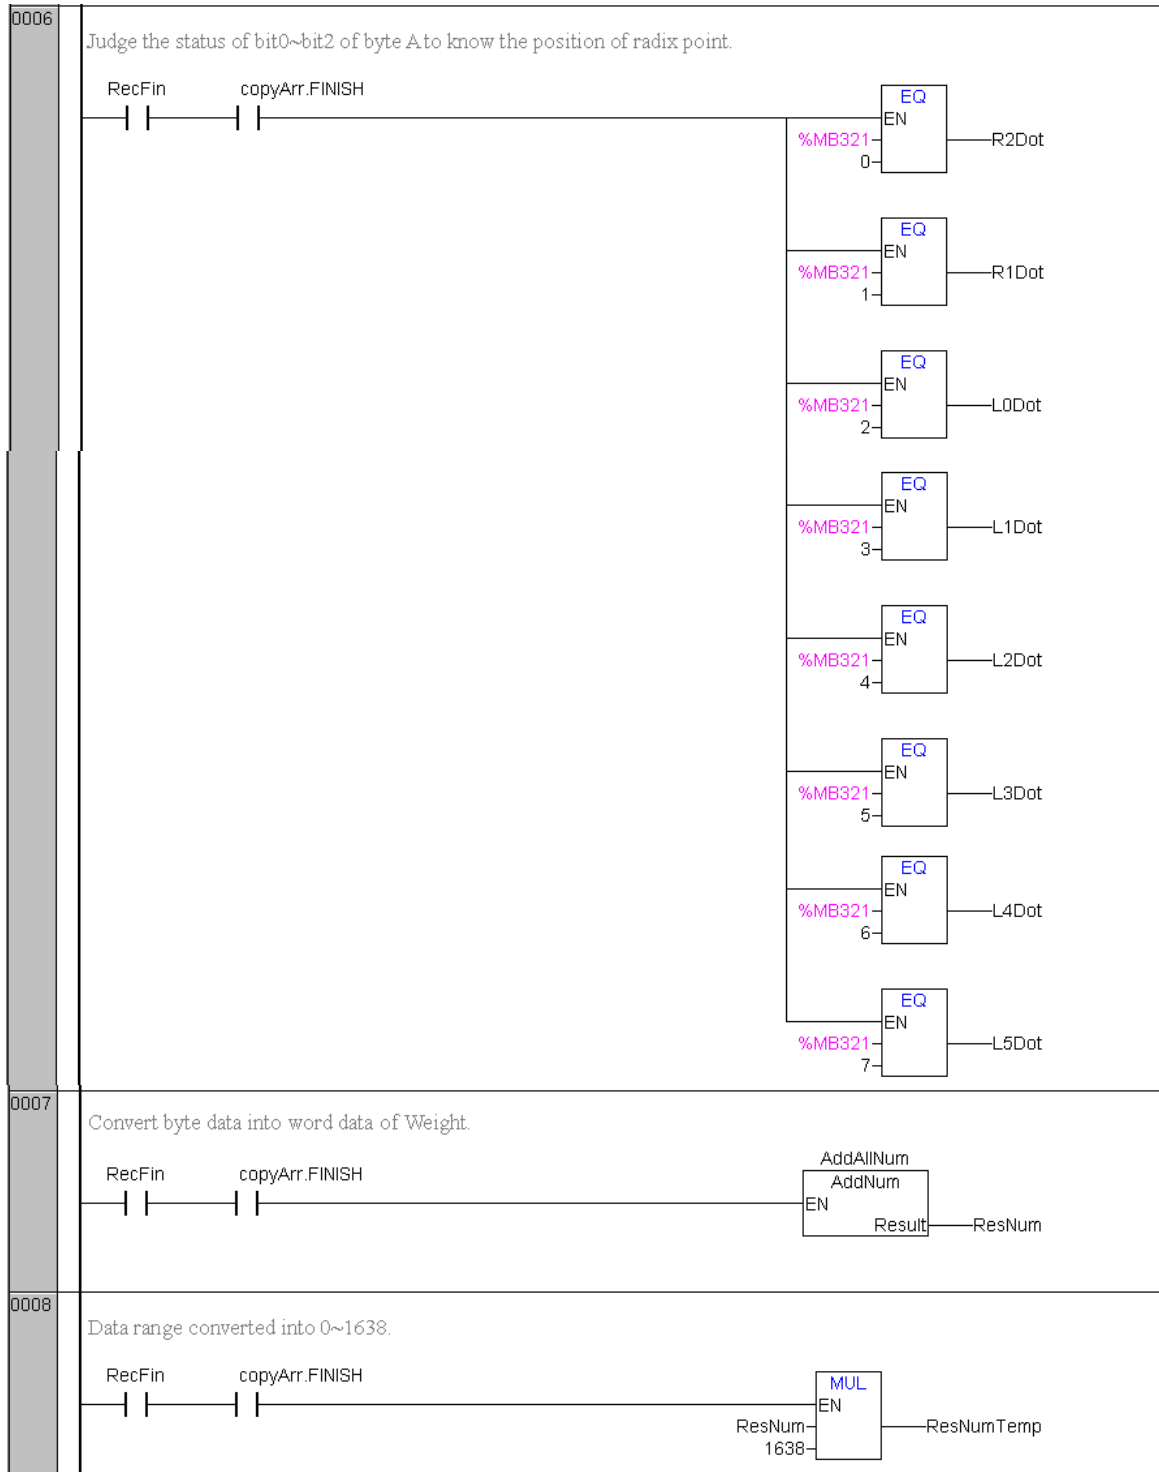 0006
Judge the status of bit0~bit2 of byte A to know the position of radix point.
RecFin copyArr.FINISH
EQ
EN
%MB321 R2Dot
0
EQ
EN
%MB321 R1Dot
1
EQ
EN
%MB321 L0Dot
2
EQ
EN
%MB321 L1Dot
3
EQ
EN
%MB321 L2Dot
4
EQ
EN
%MB321 L3Dot
5
EQ
EN
%MB321 L4Dot
6
EQ
EN
%MB321 L5Dot
7
0007
Convert byte data into word data of Weight.
RecFin copyArr.FINISH
AddAllNum
AddNum
EN
Result ResNum
0008
Data range converted into 0~1638.
RecFin copyArr.FINISH
MUL
EN
ResNum ResNumTemp
1638